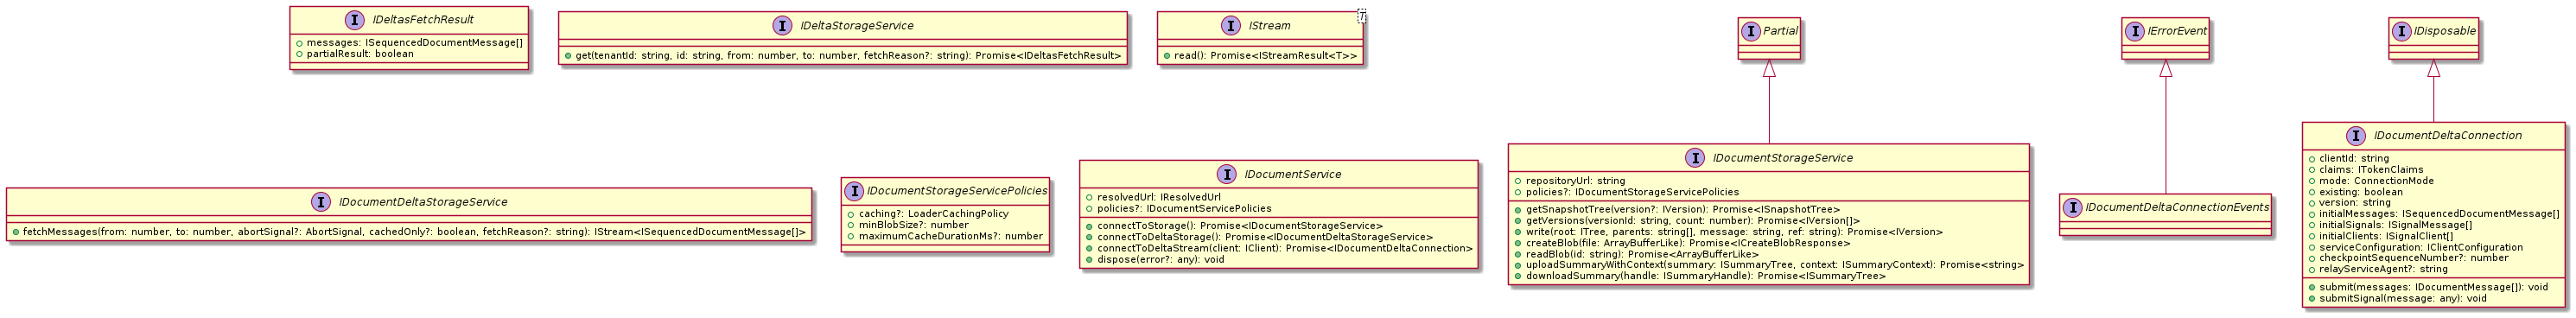 I IDeltasFetchResult
messages: ISequencedDocumentMessage[]
partialResult: boolean
I IDeltaStorageService
get(tenantId: string, id: string, from: number, to: number, fetchReason?: string): Promise<IDeltasFetchResult>
I IStream
T
read(): Promise<IStreamResult<T>>
I Partial
I IErrorEvent
I IDisposable
I IDocumentDeltaStorageService
fetchMessages(from: number, to: number, abortSignal?: AbortSignal, cachedOnly?: boolean, fetchReason?: string): IStream<ISequencedDocumentMessage[]>
I IDocumentStorageServicePolicies
caching?: LoaderCachingPolicy
minBlobSize?: number
maximumCacheDurationMs?: number
I IDocumentService
resolvedUrl: IResolvedUrl
policies?: IDocumentServicePolicies
connectToStorage(): Promise<IDocumentStorageService>
connectToDeltaStorage(): Promise<IDocumentDeltaStorageService>
connectToDeltaStream(client: IClient): Promise<IDocumentDeltaConnection>
dispose(error?: any): void
I IDocumentStorageService
repositoryUrl: string
policies?: IDocumentStorageServicePolicies
getSnapshotTree(version?: IVersion): Promise<ISnapshotTree>
getVersions(versionId: string, count: number): Promise<IVersion[]>
write(root: ITree, parents: string[], message: string, ref: string): Promise<IVersion>
createBlob(file: ArrayBufferLike): Promise<ICreateBlobResponse>
readBlob(id: string): Promise<ArrayBufferLike>
uploadSummaryWithContext(summary: ISummaryTree, context: ISummaryContext): Promise<string>
downloadSummary(handle: ISummaryHandle): Promise<ISummaryTree>
I IDocumentDeltaConnectionEvents
I IDocumentDeltaConnection
clientId: string
claims: ITokenClaims
mode: ConnectionMode
existing: boolean
version: string
initialMessages: ISequencedDocumentMessage[]
initialSignals: ISignalMessage[]
initialClients: ISignalClient[]
serviceConfiguration: IClientConfiguration
checkpointSequenceNumber?: number
relayServiceAgent?: string
submit(messages: IDocumentMessage[]): void
submitSignal(message: any): void